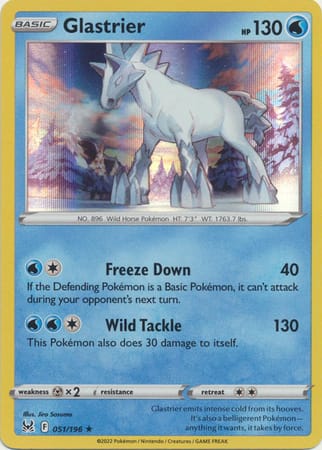 BASIC Glastrier HP 130
NO. 896 Wild Horse Pokémon HT: 7'3" WT: 1763.7 lbs.
Freeze Down 40
If the Defending Pokémon is a Basic Pokémon, it can't attack
during your opponent's next turn.
Wild Tackle 130
This Pokémon also does 30 damage to itself.
weakness ×2 resistance retreat
Illus. Jiro Sasumo
Glastrier emits intense cold from its hooves.
It's also a belligerent Pokémon—
anything it wants, it takes by force.
F 051/196 ★
©2022 Pokémon / Nintendo / Creatures / GAME FREAK